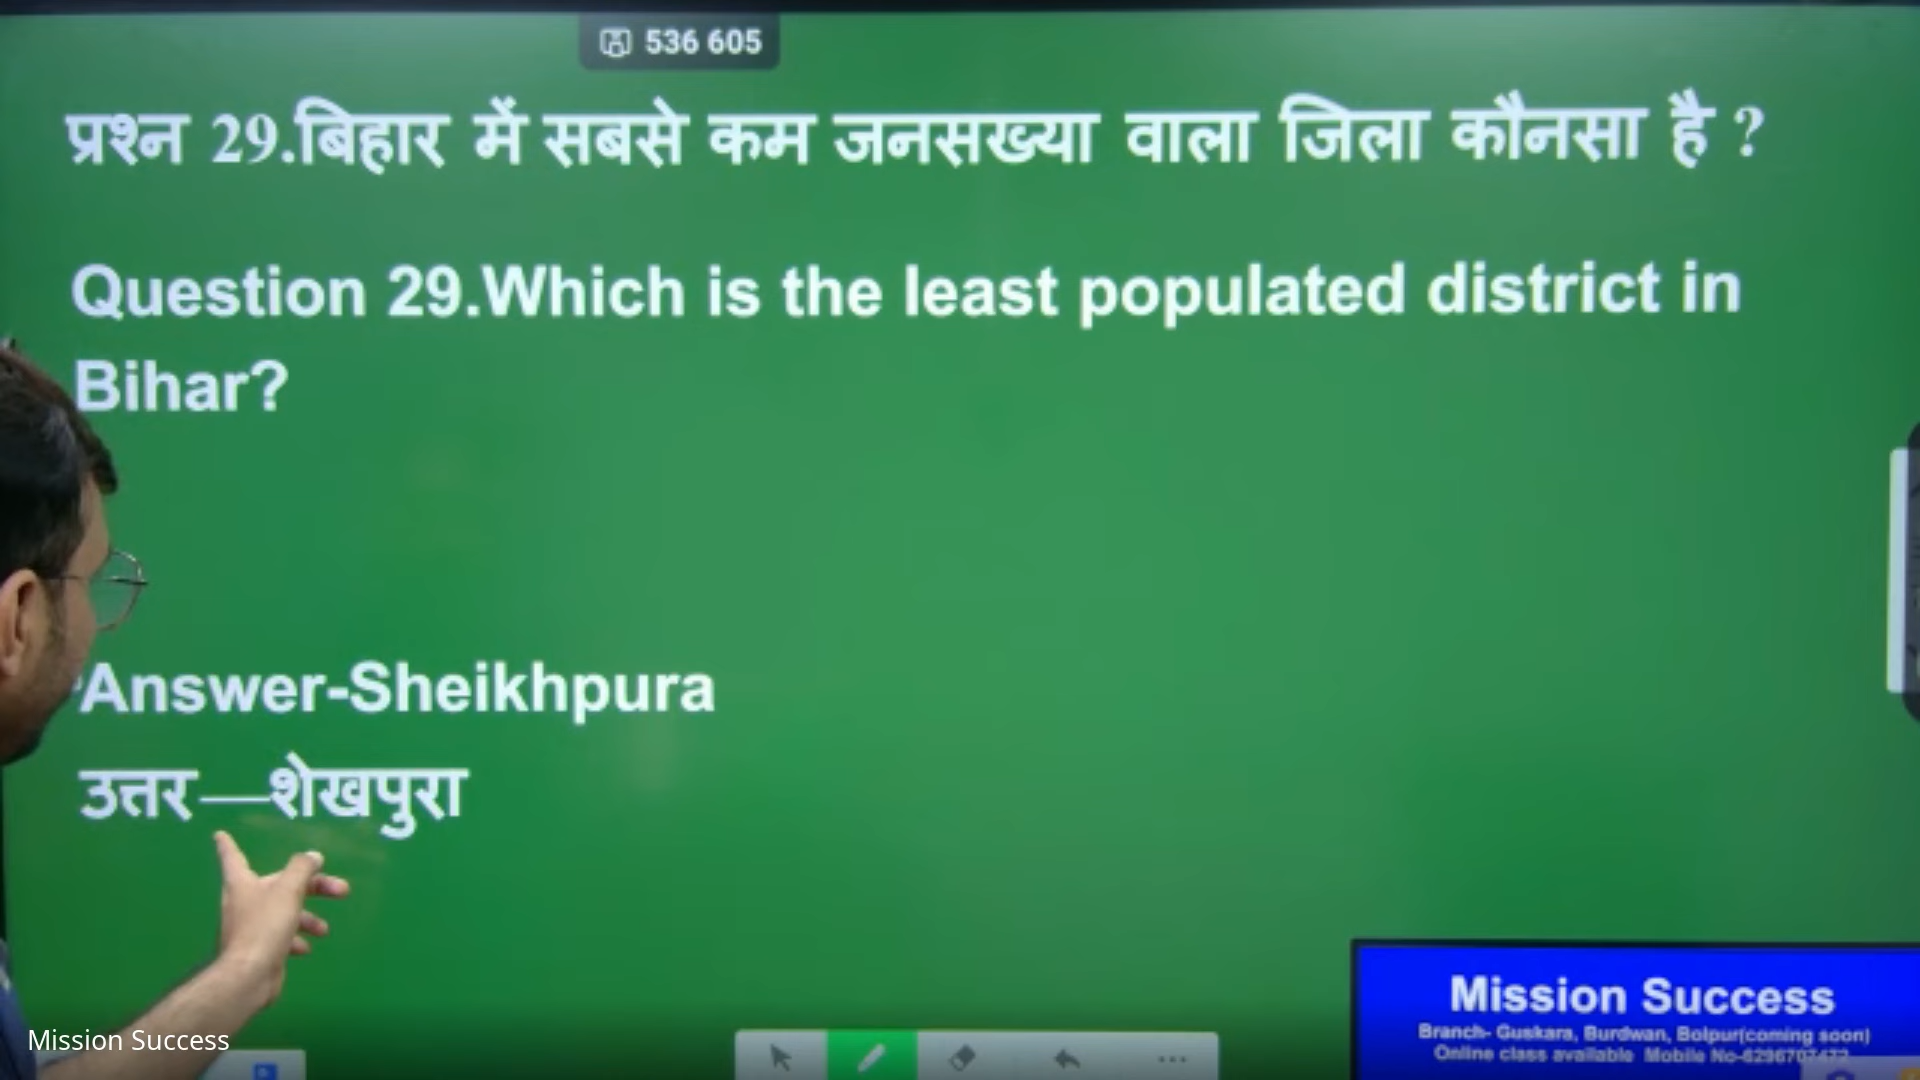 536 605
प्रश्न 29.बिहार में सबसे कम जनसख्या वाला जिला कौनसा है ?
Question 29.Which is the least populated district in
Bihar?
Answer-Sheikhpura
उत्तर—शेखपुरा
Mission Success
Branch- Guskara, Burdwan, Bolpur(coming soon)
Online class available Mobile No-6296707472
Mission Success